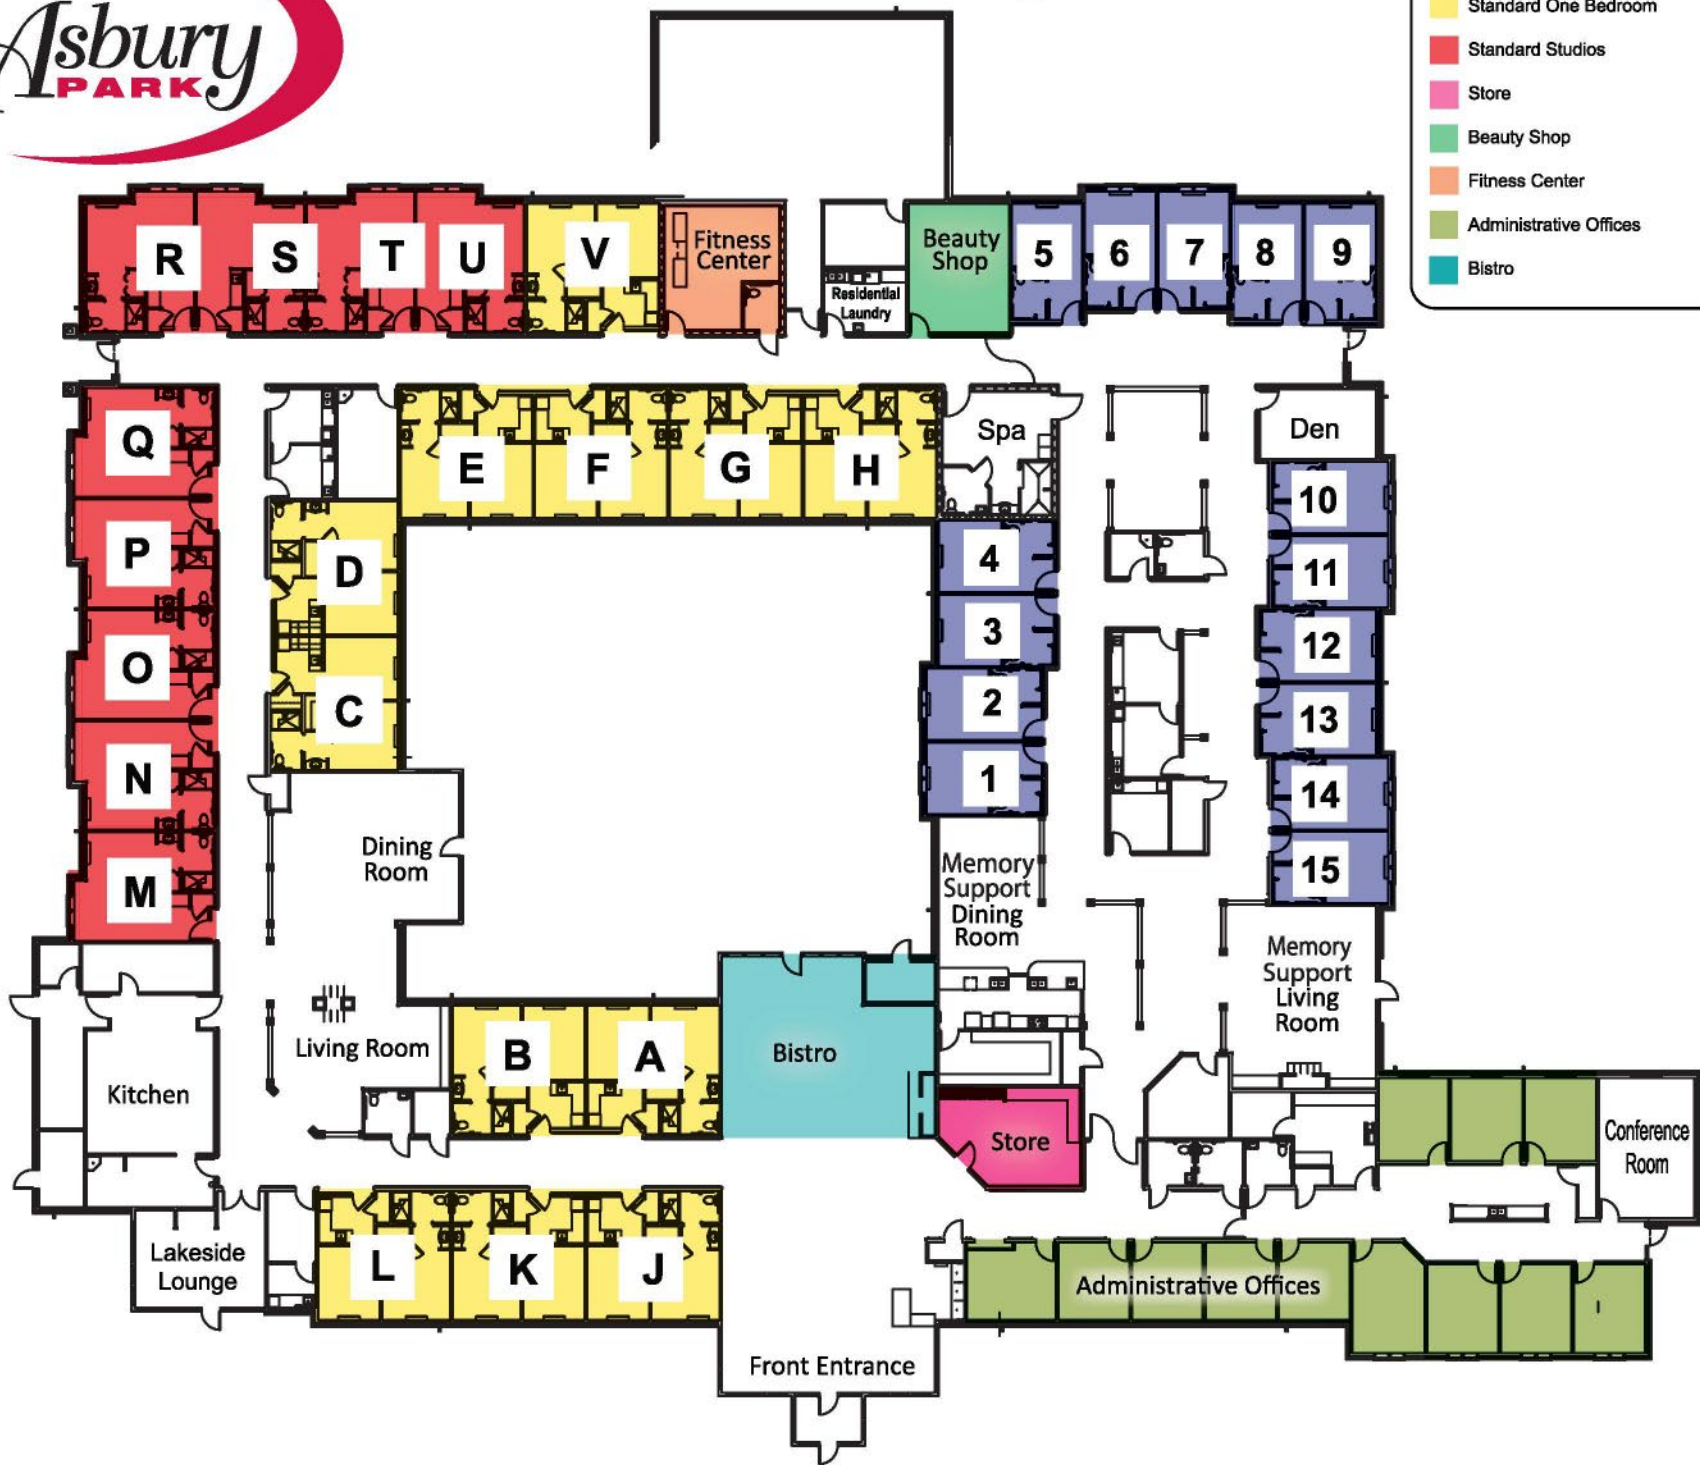 Asbury
PARK
Standard One Bedroom
Standard Studios
Store
Beauty Shop
Fitness Center
Administrative Offices
Bistro
R
S
T
U
V
Fitness
Center
Residential
Laundry
Beauty
Shop
5
6
7
8
9
Q
P
O
N
M
E
F
G
H
Spa
Den
D
C
4
3
2
1
10
11
12
13
14
15
Dining
Room
Memory
Support
Dining
Room
Memory
Support
Living
Room
Living Room
B
A
Bistro
Kitchen
Store
Conference
Room
Lakeside
Lounge
L
K
J
Administrative Offices
Front Entrance